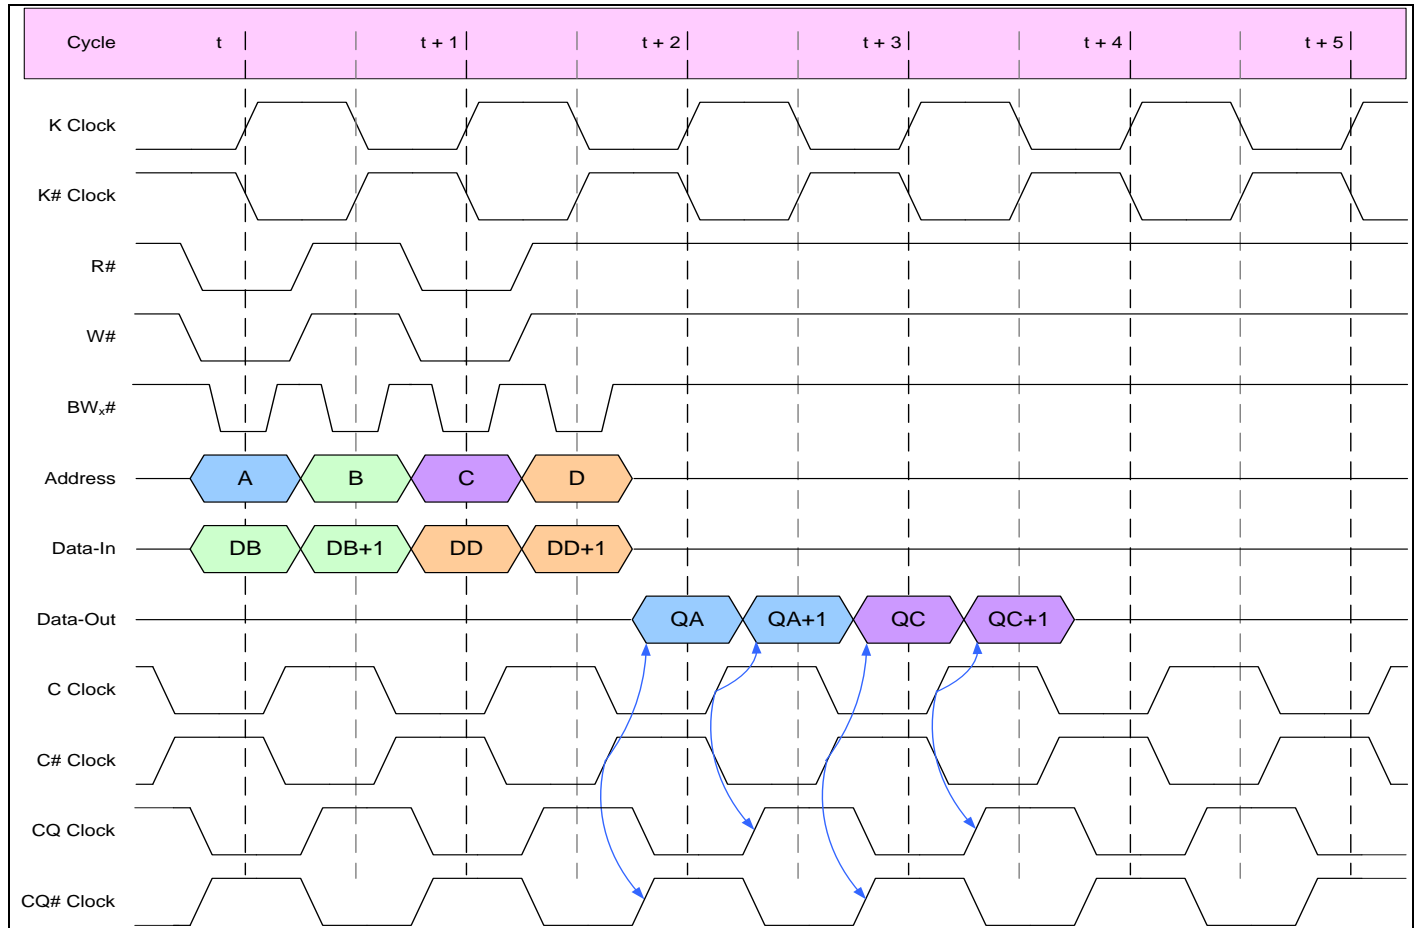 Cycle t t + 1 t + 2 t + 3 t + 4 t + 5
K Clock
K# Clock
R#
W#
BWx#
Address A B C D
Data-In DB DB+1 DD DD+1
Data-Out QA QA+1 QC QC+1
C Clock
C# Clock
CQ Clock
CQ# Clock